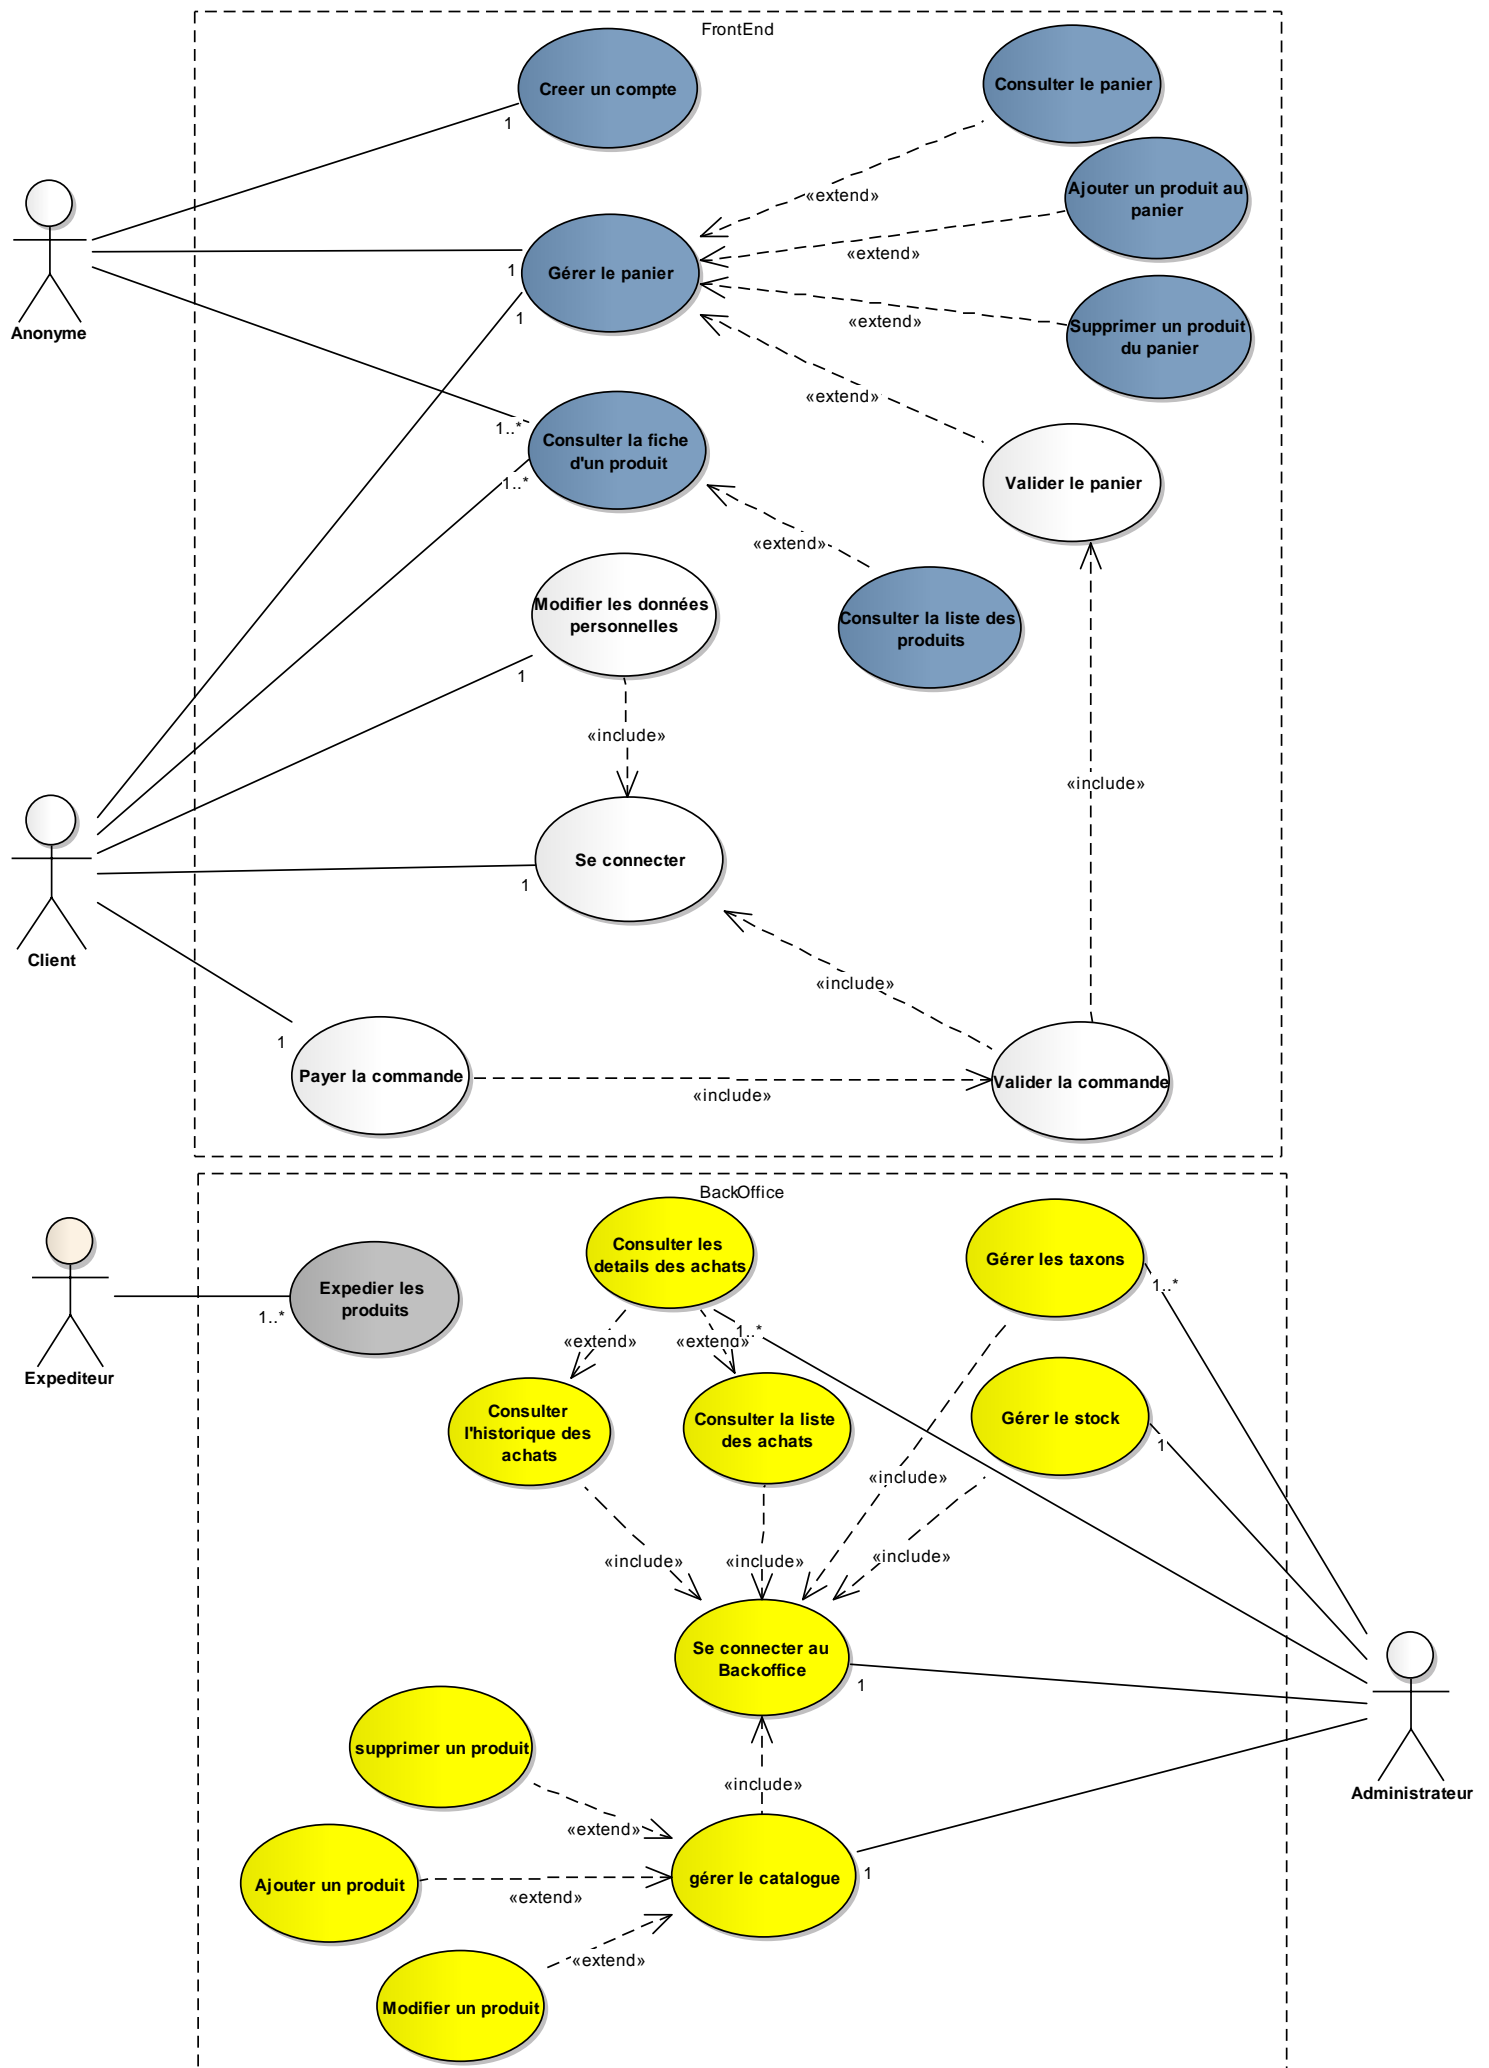 FrontEnd
Creer un compte
Consulter le panier
1
Ajouter un produit au
panier
«extend»
«extend»
Gérer le panier
1
1
Anonyme
«extend»
Supprimer un produit
du panier
«extend»
1..*
Consulter la fiche
d'un produit
1..*
Valider le panier
«extend»
Modifier les données
personnelles
Consulter la liste des
produits
1
«include»
«include»
Se connecter
1
Client
«include»
1
Payer la commande
Valider la commande
«include»
BackOffice
Consulter les
details des achats
Gérer les taxons
1..*
Expedier les
produits
1..*
Expediteur
«extend»
«extend»
1..*
Consulter
l'historique des
achats
Consulter la liste
des achats
Gérer le stock
1
«include»
«include»
«include»
«include»
Se connecter au
Backoffice
1
Administrateur
supprimer un produit
«include»
«extend»
Ajouter un produit
«extend»
gérer le catalogue
1
«extend»
Modifier un produit